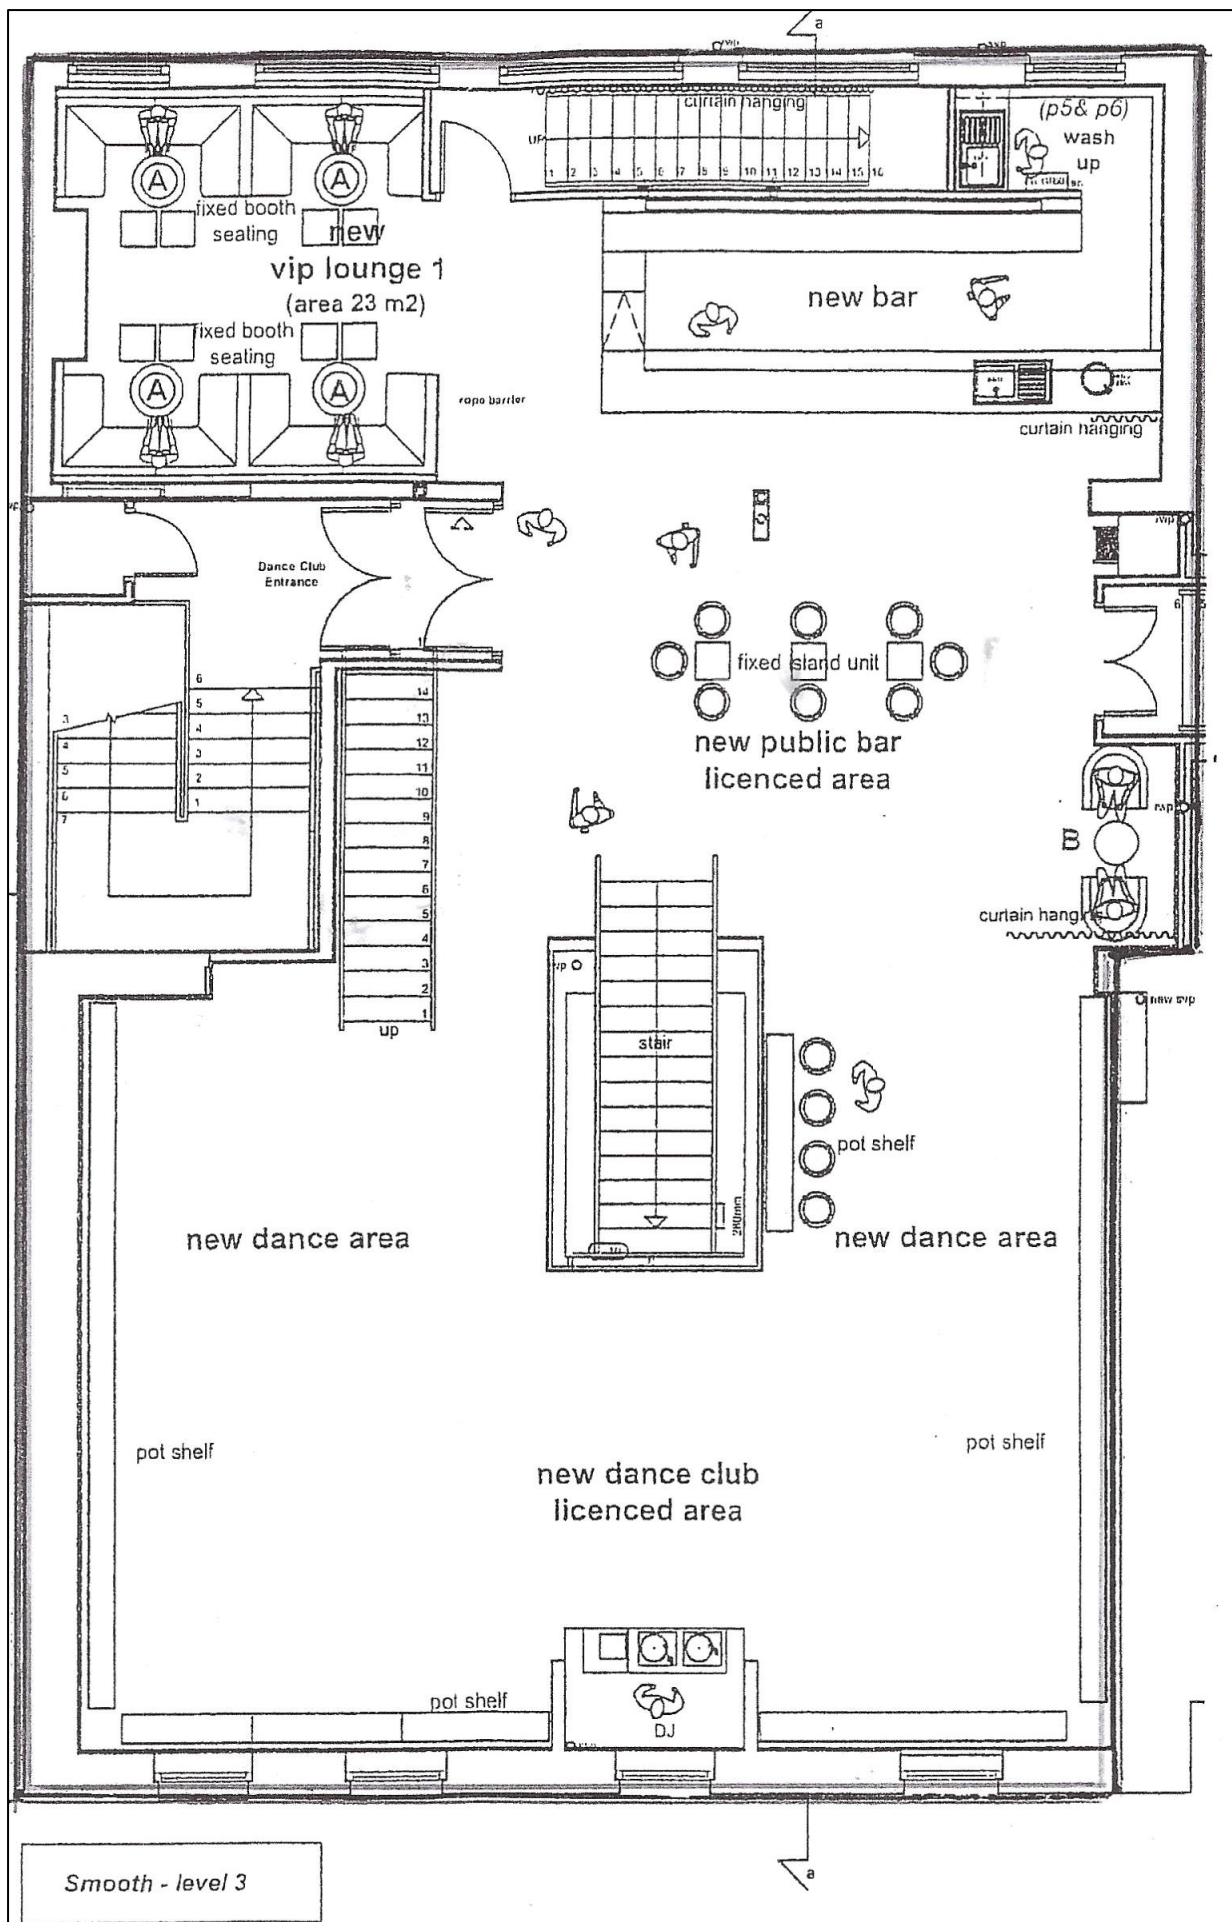 a
curtain hanging
UP
1 2 3 4 5 6 7 8 9 10 11 12 13 14 15 16
(p5& p6)
wash
up
A
A
fixed booth
seating
new
vip lounge 1
(area 23 m2)
new bar
fixed booth
seating
A
A
rope barrier
curtain hanging
rwp
Dance Club
Entrance
6
fixed island unit
new public bar
licenced area
1
14
13
12
11
10
9
8
7
6
5
4
3
2
1
up
6
5
4
3
2
1
3
4
5
6
7
rwp
B
curtain hanging
new svp
stair
280mm
pot shelf
new dance area
new dance area
pot shelf
pot shelf
new dance club
licenced area
pot shelf
DJ
a
Smooth - level 3